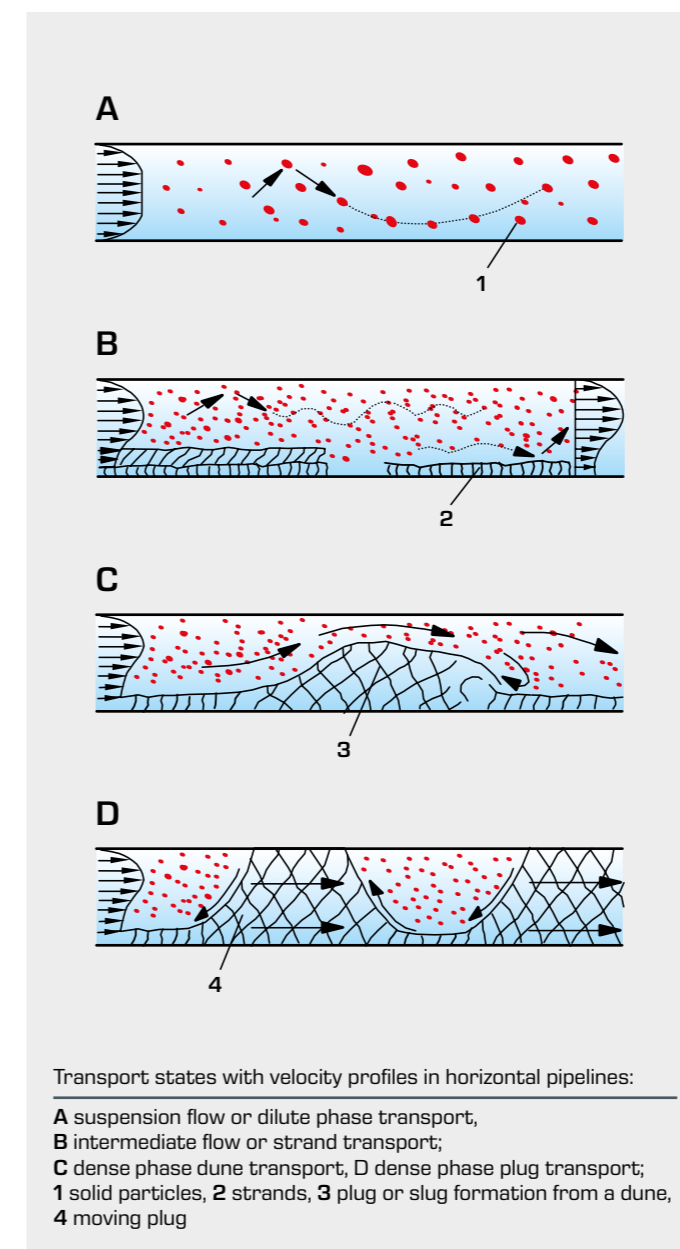 A
1
B
2
C
3
D
4
Transport states with velocity profiles in horizontal pipelines:
A suspension flow or dilute phase transport,
B intermediate flow or strand transport;
C dense phase dune transport, D dense phase plug transport;
1 solid particles, 2 strands, 3 plug or slug formation from a dune,
4 moving plug